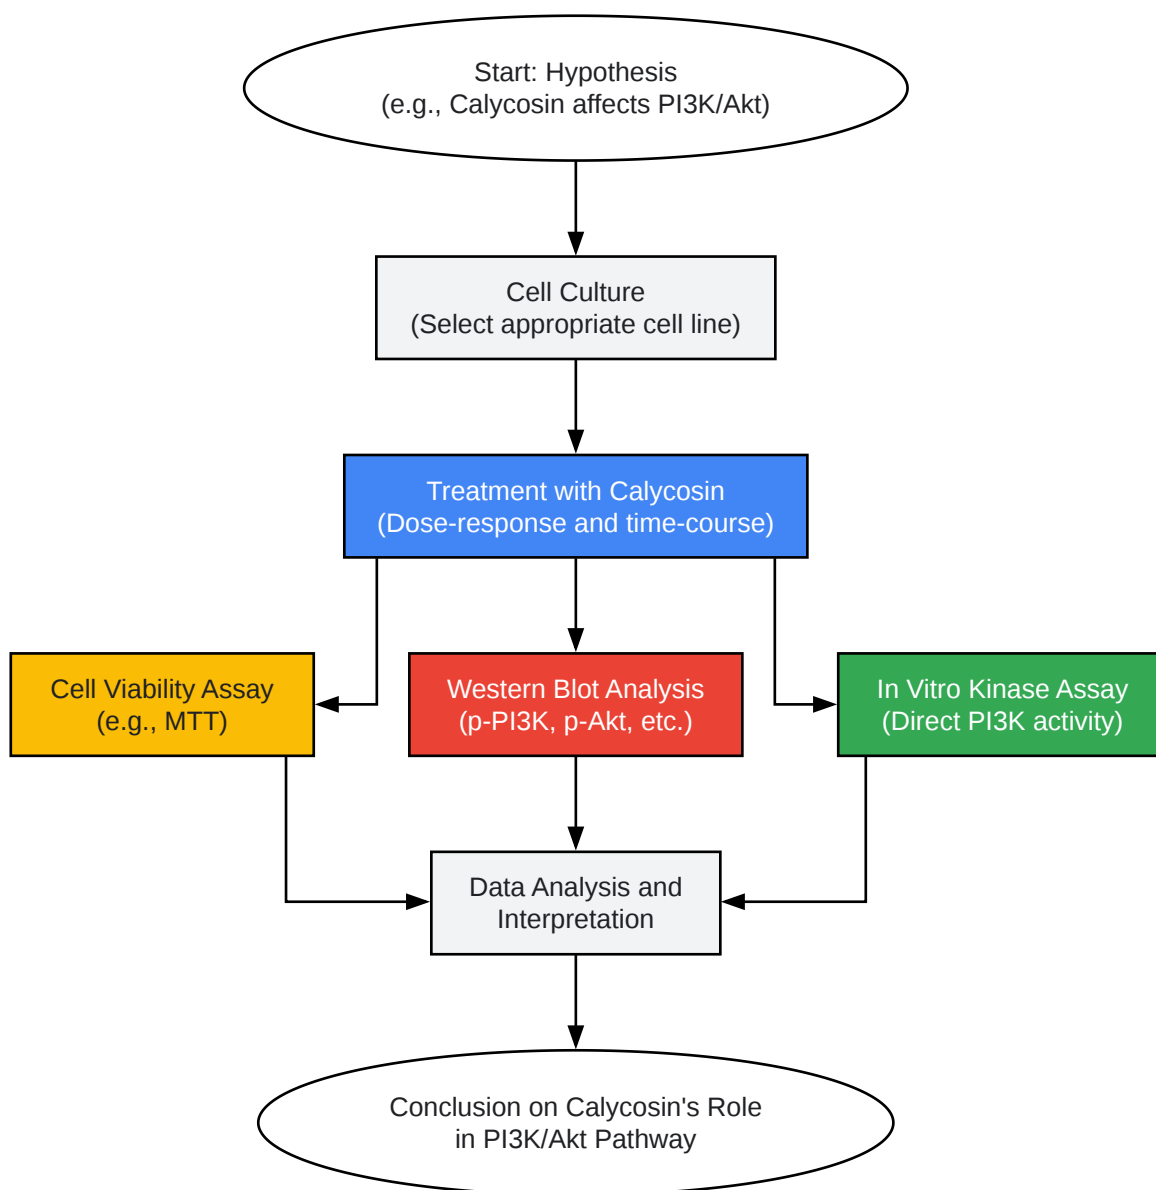 Start: Hypothesis
(e.g., Calycosin affects PI3K/Akt)
Cell Culture
(Select appropriate cell line)
Treatment with Calycosin
(Dose-response and time-course)
Cell Viability Assay
(e.g., MTT)
Western Blot Analysis
(p-PI3K, p-Akt, etc.)
In Vitro Kinase Assay
(Direct PI3K activity)
Data Analysis and
Interpretation
Conclusion on Calycosin's Role
in PI3K/Akt Pathway